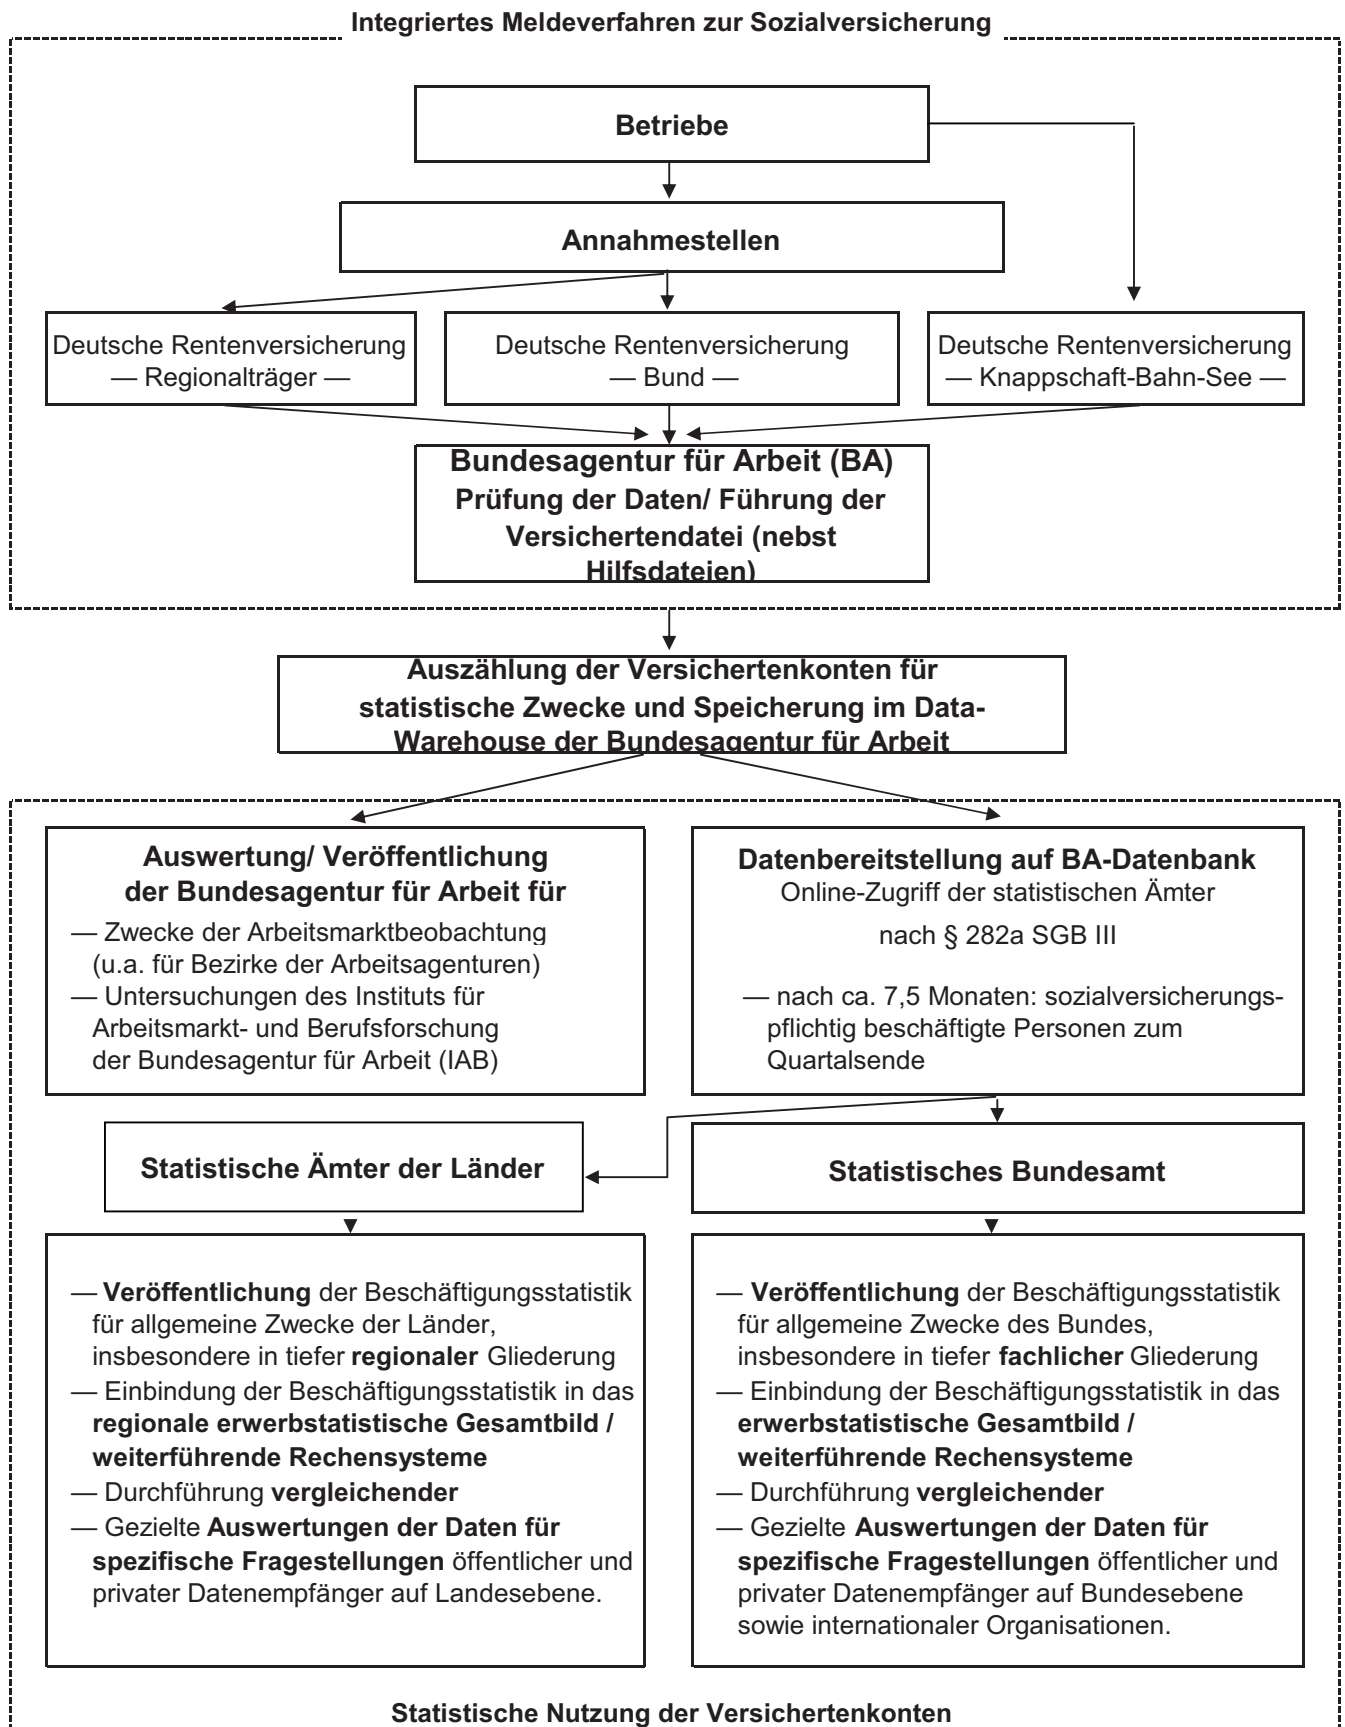 Integriertes Meldeverfahren zur Sozialversicherung
Betriebe
Annahmestellen
Deutsche Rentenversicherung
— Regionalträger —
Deutsche Rentenversicherung
— Bund —
Deutsche Rentenversicherung
— Knappschaft-Bahn-See —
Bundesagentur für Arbeit (BA)
Prüfung der Daten/ Führung der
Versichertendatei (nebst
Hilfsdateien)
Auszählung der Versichertenkonten für
statistische Zwecke und Speicherung im Data-
Warehouse der Bundesagentur für Arbeit
Auswertung/ Veröffentlichung
der Bundesagentur für Arbeit für
— Zwecke der Arbeitsmarktbeobachtung
(u.a. für Bezirke der Arbeitsagenturen)
— Untersuchungen des Instituts für
Arbeitsmarkt- und Berufsforschung
der Bundesagentur für Arbeit (IAB)
Datenbereitstellung auf BA-Datenbank
Online-Zugriff der statistischen Ämter
nach § 282a SGB III
— nach ca. 7,5 Monaten: sozialversicherungs-
pflichtig beschäftigte Personen zum
Quartalsende
Statistische Ämter der Länder
Statistisches Bundesamt
— Veröffentlichung der Beschäftigungsstatistik
für allgemeine Zwecke der Länder,
insbesondere in tiefer regionaler Gliederung
— Einbindung der Beschäftigungsstatistik in das
regionale erwerbstatistische Gesamtbild /
weiterführende Rechensysteme
— Durchführung vergleichender
— Gezielte Auswertungen der Daten für
spezifische Fragestellungen öffentlicher und
privater Datenempfänger auf Landesebene.
— Veröffentlichung der Beschäftigungsstatistik
für allgemeine Zwecke des Bundes,
insbesondere in tiefer fachlicher Gliederung
— Einbindung der Beschäftigungsstatistik in das
erwerbstatistische Gesamtbild /
weiterführende Rechensysteme
— Durchführung vergleichender
— Gezielte Auswertungen der Daten für
spezifische Fragestellungen öffentlicher und
privater Datenempfänger auf Bundesebene
sowie internationaler Organisationen.
Statistische Nutzung der Versichertenkonten